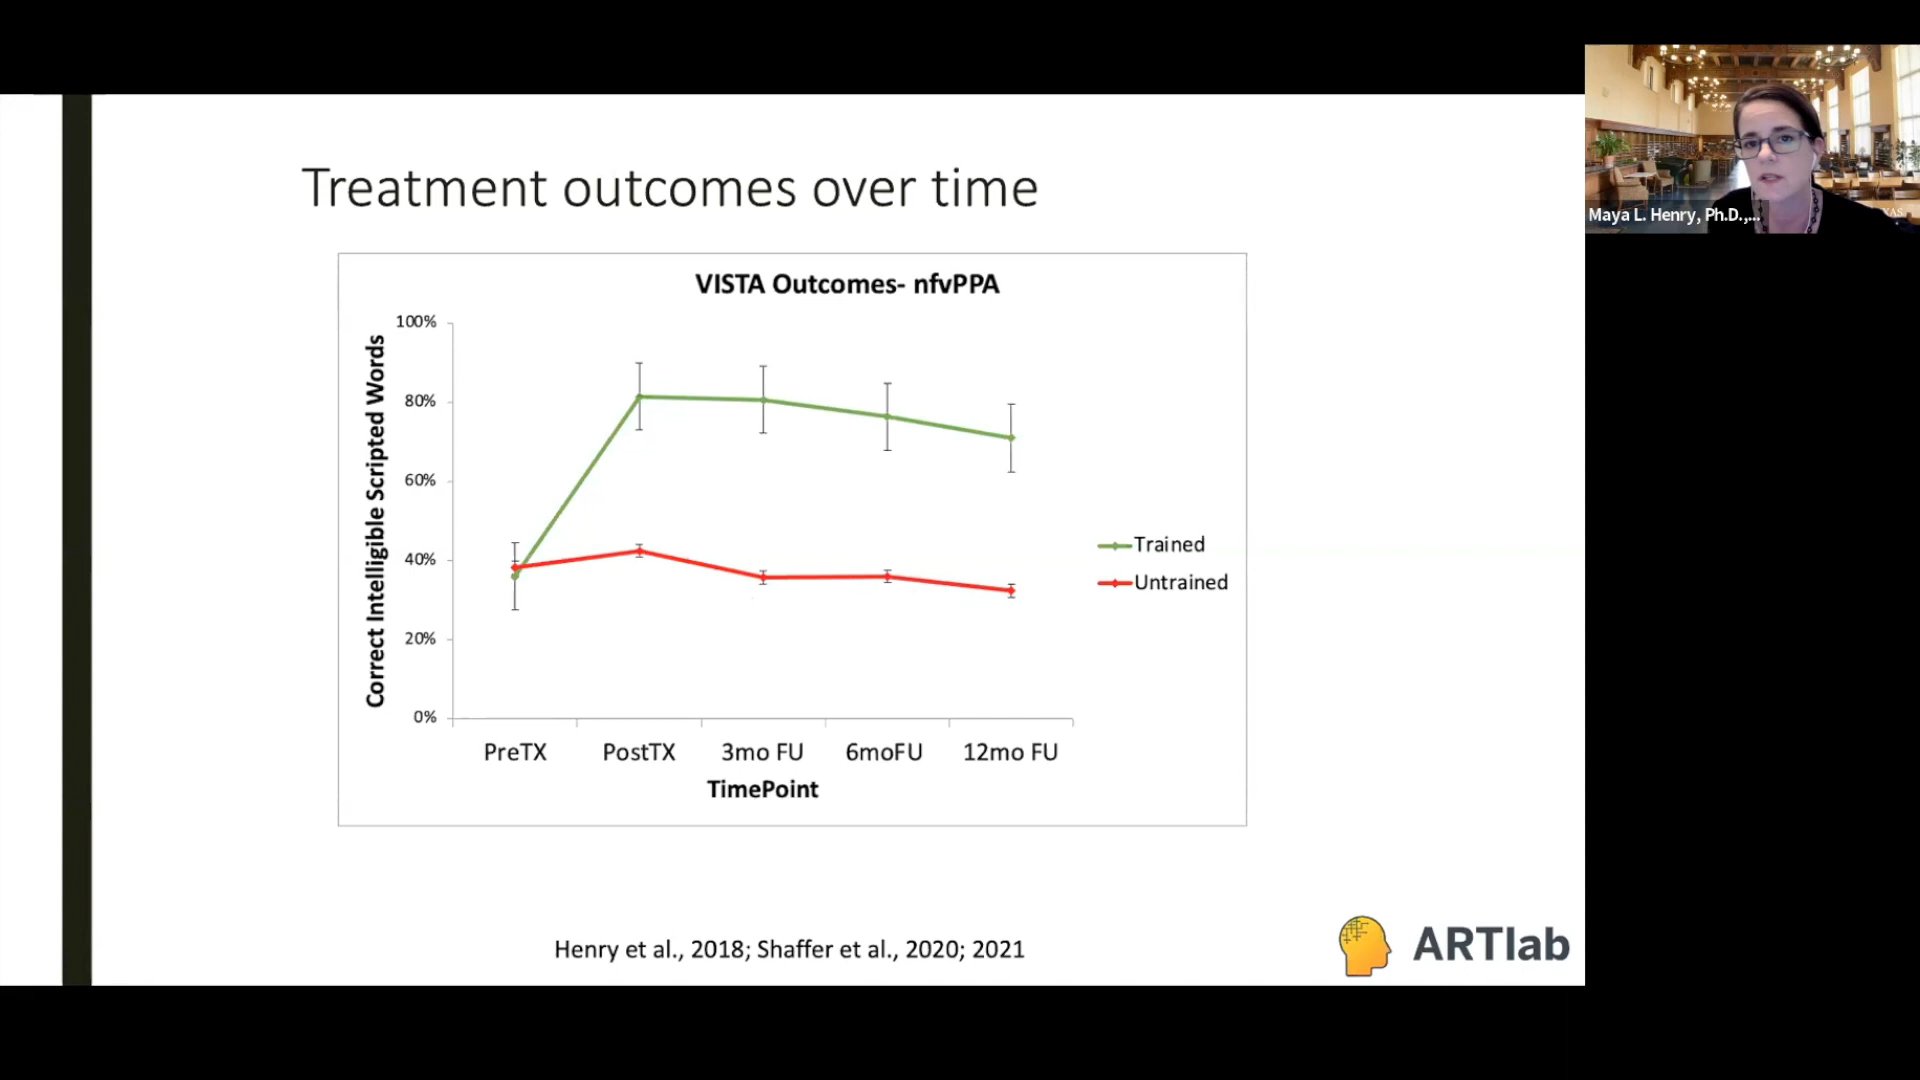 Treatment outcomes over time
VISTA Outcomes- nfvPPA
Correct Intelligible Scripted Words
100%
80%
60%
40%
20%
0%
PreTX
PostTX
3mo FU
6moFU
12mo FU
TimePoint
Trained
Untrained
Henry et al., 2018; Shaffer et al., 2020; 2021
ARTlab
Maya L. Henry, Ph.D.,...